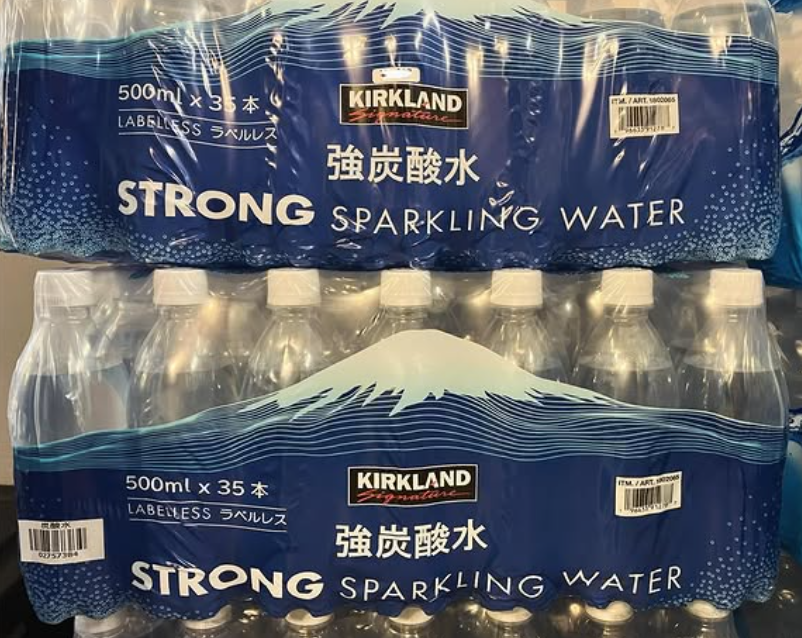 500ml x 35 本
LABELLESS ラベルレス
KIRKLAND
Signature
ITM. / ART. 1802065
強炭酸水
STRONG SPARKLING WATER
500ml x 35 本
LABELLESS ラベルレス
KIRKLAND
Signature
ITM. / ART. 1802065
炭酸水
強炭酸水
STRONG SPARKLING WATER